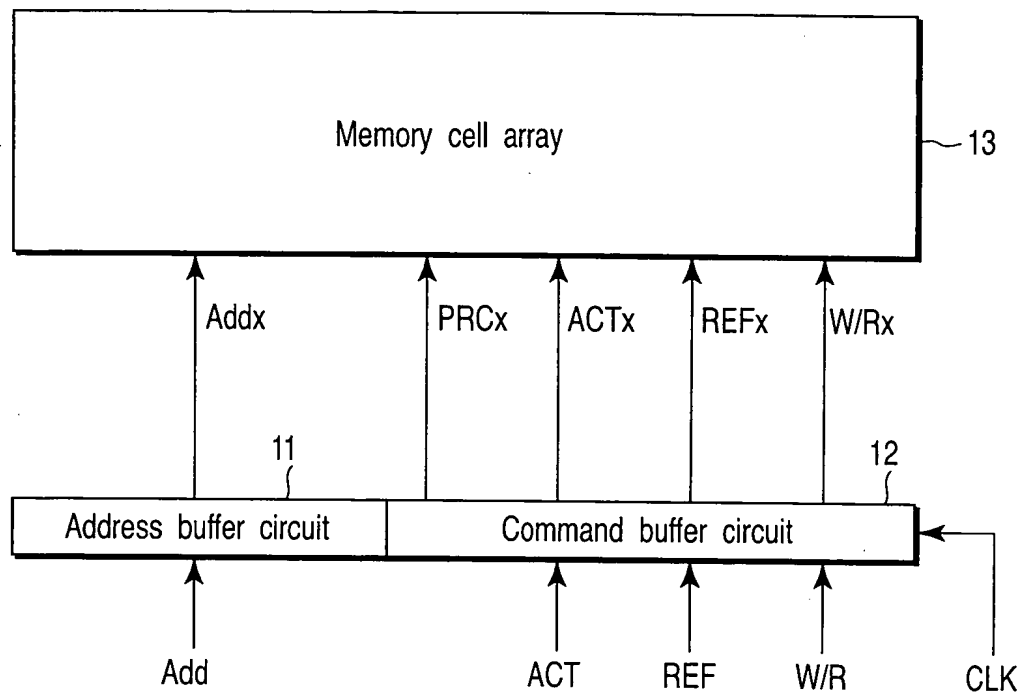 Memory cell array
13
Addx
PRCx
ACTx
REFx
W/Rx
11
12
Address buffer circuit
Command buffer circuit
Add
ACT
REF
W/R
CLK